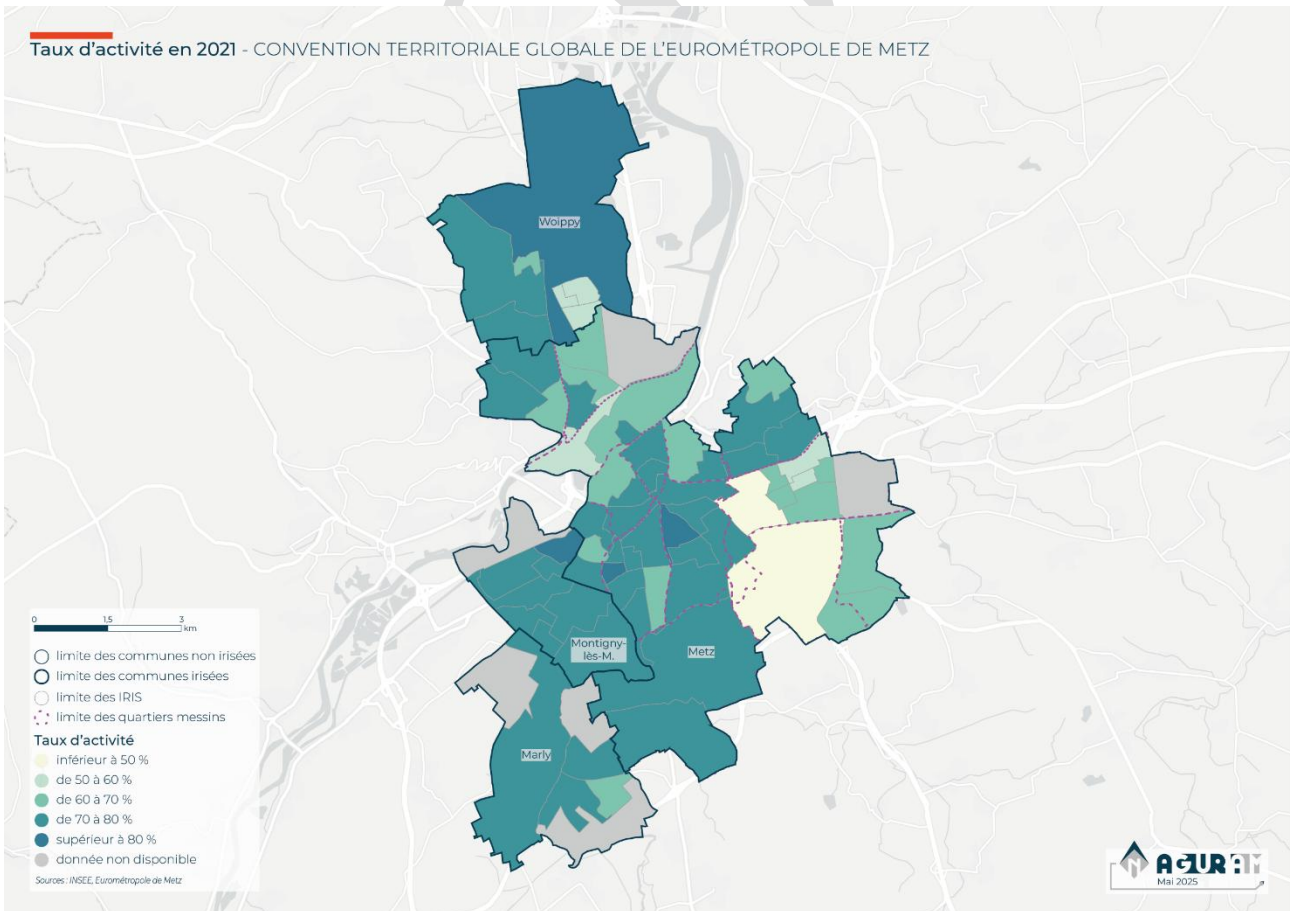 Taux d'activité en 2021 - CONVENTION TERRITORIALE GLOBALE DE L'EUROMÉTROPOLE DE METZ
Woippy
Montigny-
lès-M.
Metz
Marly
0 1,5 3
km
limite des communes non irisées
limite des communes irisées
limite des IRIS
limite des quartiers messins
Taux d'activité
inférieur à 50 %
de 50 à 60 %
de 60 à 70 %
de 70 à 80 %
supérieur à 80 %
donnée non disponible
Sources : INSEE, Eurométropole de Metz
N
AGURAM
Mai 2025